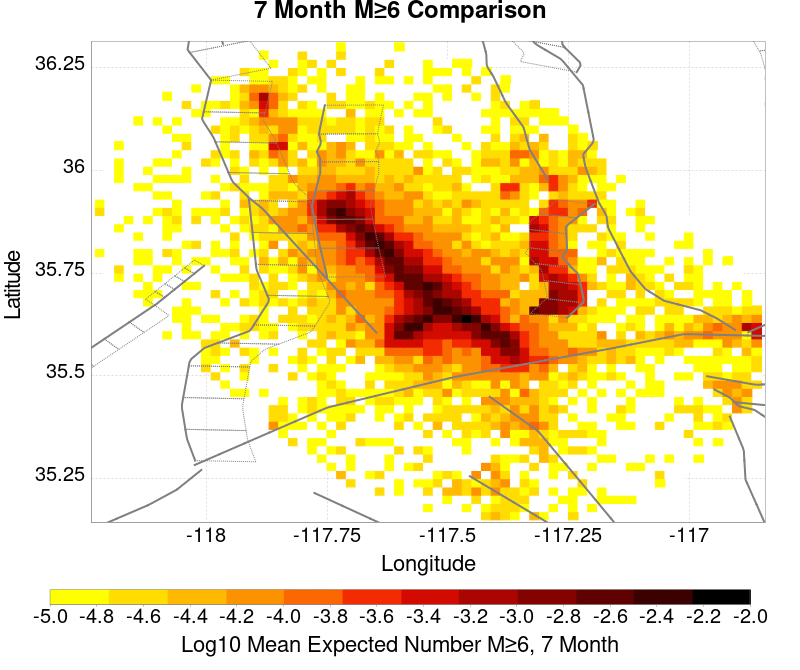 7 Month M≥6 Comparison
36.25
36
35.75
35.5
35.25
Latitude
-118 -117.75 -117.5 -117.25 -117
Longitude
-5.0 -4.8 -4.6 -4.4 -4.2 -4.0 -3.8 -3.6 -3.4 -3.2 -3.0 -2.8 -2.6 -2.4 -2.2 -2.0
Log10 Mean Expected Number M≥6, 7 Month